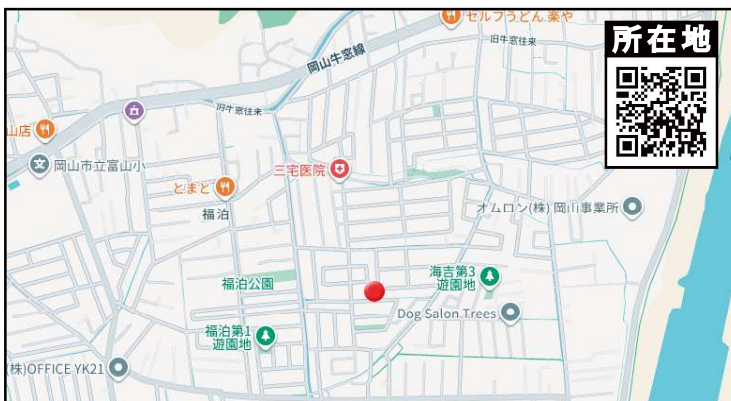 セルフうどん.楽や
旧牛窓往来
岡山牛窓線
所在地
旧牛窓往来
山店
岡山市立富山小
三宅医院
とまと
福泊
オムロン(株) 岡山事業所
海吉第3
遊園地
福泊公園
Dog Salon Trees
福泊第1
遊園地
(株)OFFICE YK21